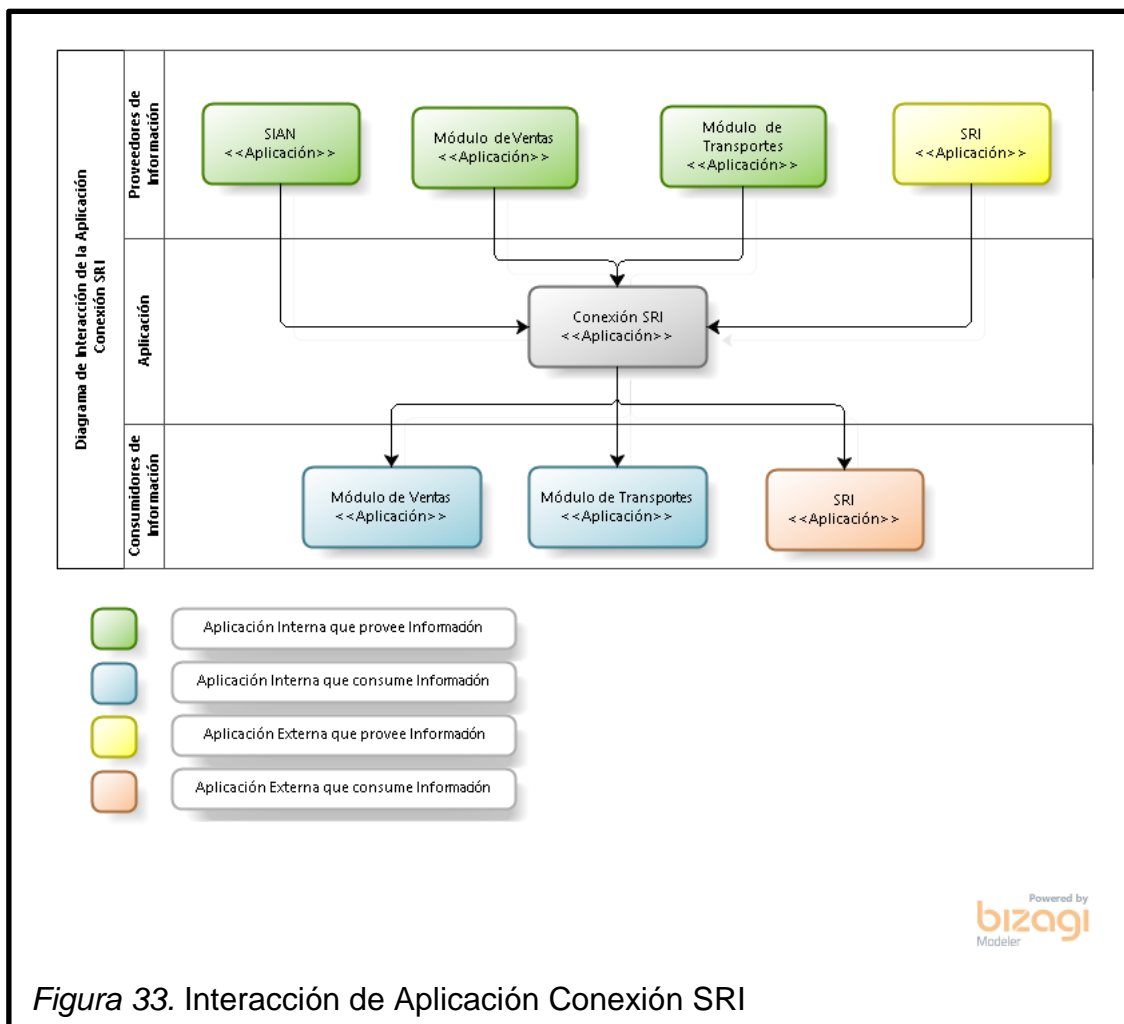 Diagrama de Interacción de la Aplicación
Conexión SRI
Proveedores de
Información
SIAN
<<Aplicación>>
Módulo de Ventas
<<Aplicación>>
Módulo de
Transportes
<<Aplicación>>
SRI
<<Aplicación>>
Aplicación
Conexión SRI
<<Aplicación>>
Consumidores de
Información
Módulo de Ventas
<<Aplicación>>
Módulo de Transportes
<<Aplicación>>
SRI
<<Aplicación>>
Aplicación Interna que provee Información
Aplicación Interna que consume Información
Aplicación Externa que provee Información
Aplicación Externa que consume Información
Powered by
bizagi
Modeler
Figura 33. Interacción de Aplicación Conexión SRI